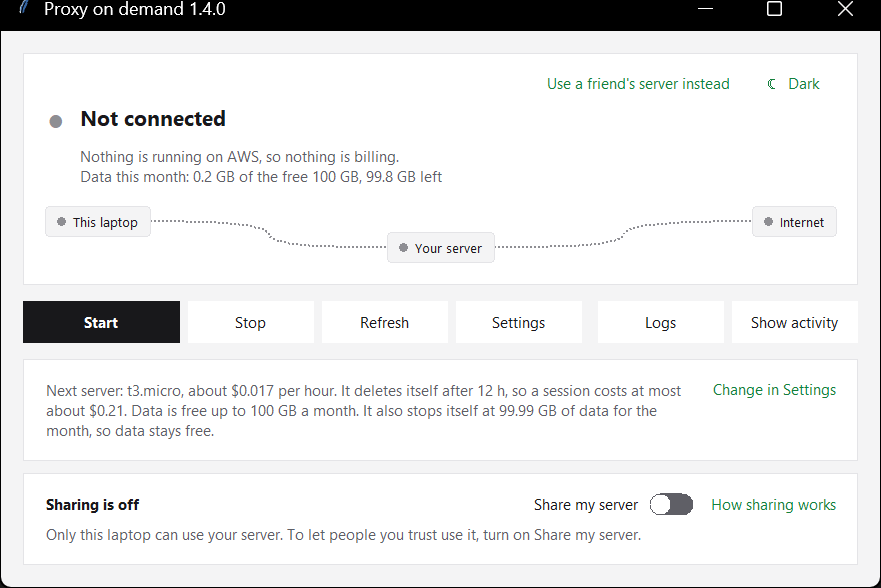 Proxy on demand 1.4.0
Use a friend's server instead
☾ Dark
Not connected
Nothing is running on AWS, so nothing is billing.
Data this month: 0.2 GB of the free 100 GB, 99.8 GB left
This laptop
Your server
Internet
Start
Stop
Refresh
Settings
Logs
Show activity
Next server: t3.micro, about $0.017 per hour. It deletes itself after 12 h, so a session costs at most
about $0.21. Data is free up to 100 GB a month. It also stops itself at 99.99 GB of data for the
month, so data stays free.
Change in Settings
Sharing is off
Share my server
How sharing works
Only this laptop can use your server. To let people you trust use it, turn on Share my server.